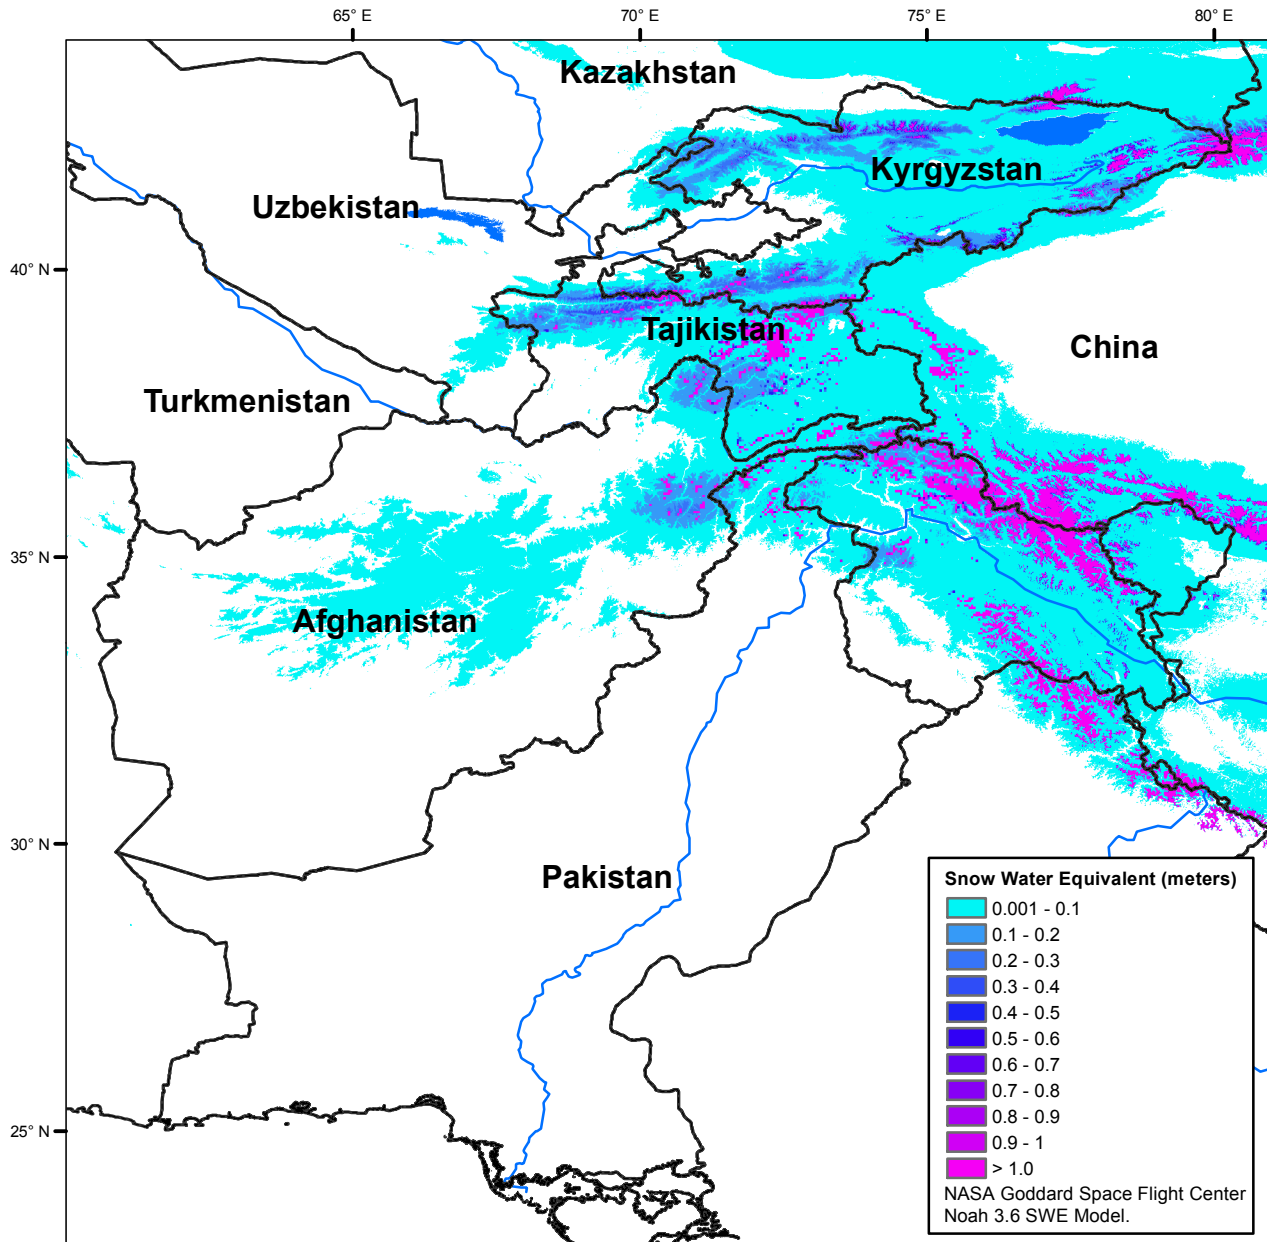 65° E
70° E
75° E
80° E
Kazakhstan
Kyrgyzstan
Uzbekistan
40° N
Tajikistan
China
Turkmenistan
35° N
Afghanistan
30° N
Pakistan
25° N
Snow Water Equivalent (meters)
0.001 - 0.1
0.1 - 0.2
0.2 - 0.3
0.3 - 0.4
0.4 - 0.5
0.5 - 0.6
0.6 - 0.7
0.7 - 0.8
0.8 - 0.9
0.9 - 1
> 1.0
NASA Goddard Space Flight Center
Noah 3.6 SWE Model.